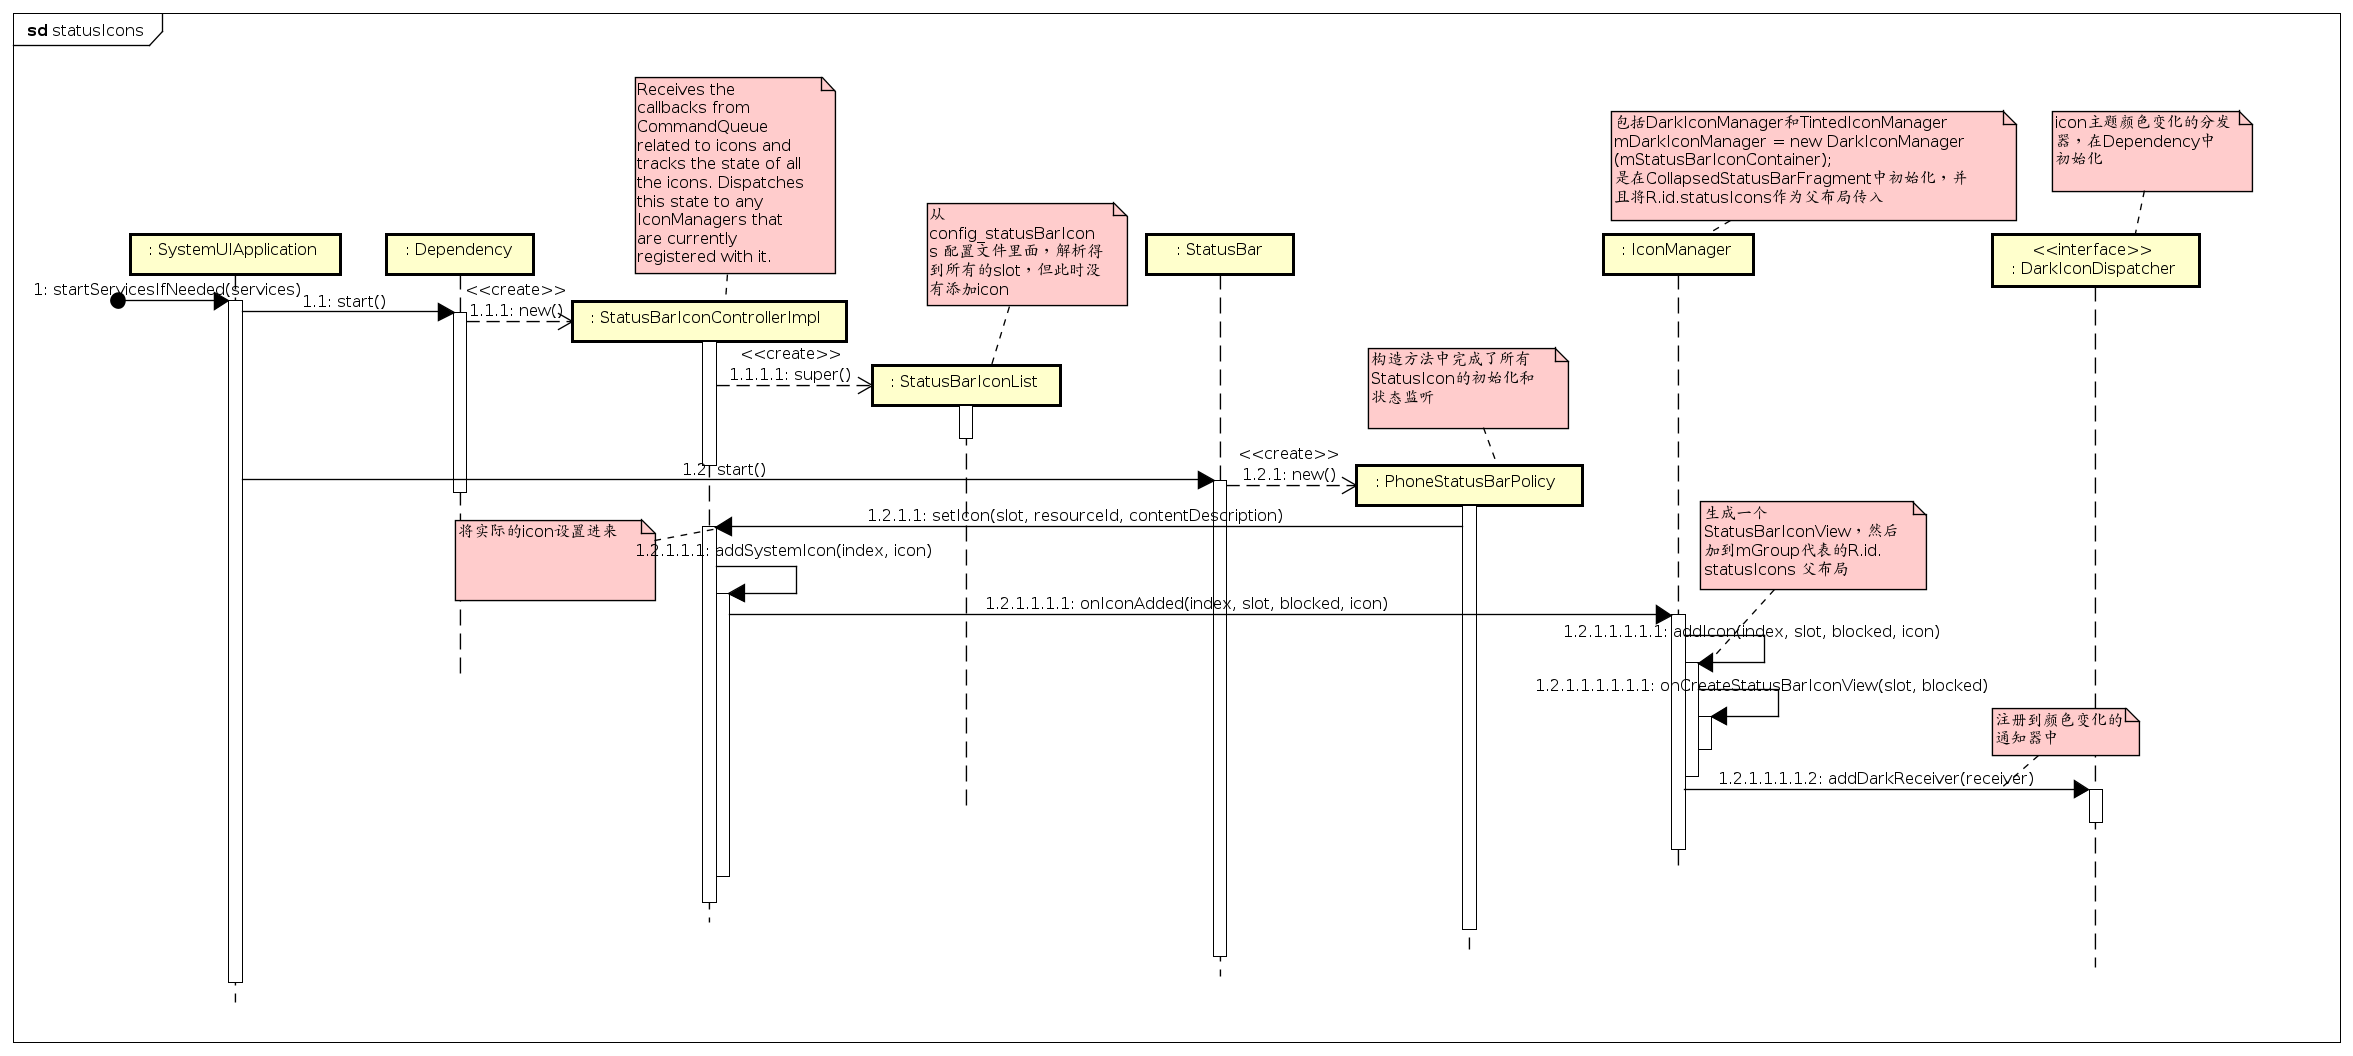 sd statusIcons
Receives the
callbacks from
CommandQueue
related to icons and
tracks the state of all
the icons. Dispatches
this state to any
IconManagers that
are currently
registered with it.
从
config_statusBarIcon
s 配置文件里面，解析得
到所有的slot，但此时没
有添加icon
包括DarkIconManager和TintedIconManager
mDarkIconManager = new DarkIconManager
(mStatusBarIconContainer);
是在CollapsedStatusBarFragment中初始化，并
且将R.id.statusIcons作为父布局传入
icon主题颜色变化的分发
器，在Dependency中
初始化
: SystemUIApplication
: Dependency
: StatusBar
: IconManager
<<interface>>
: DarkIconDispatcher
1: startServicesIfNeeded(services)
1.1: start()
<<create>>
1.1.1: new()
: StatusBarIconControllerImpl
<<create>>
1.1.1.1: super()
: StatusBarIconList
构造方法中完成了所有
StatusIcon的初始化和
状态监听
1.2: start()
<<create>>
1.2.1: new()
: PhoneStatusBarPolicy
将实际的icon设置进来
1.2.1.1: setIcon(slot, resourceId, contentDescription)
1.2.1.1.1: addSystemIcon(index, icon)
生成一个
StatusBarIconView，然后
加到mGroup代表的R.id.
statusIcons 父布局
1.2.1.1.1.1: onIconAdded(index, slot, blocked, icon)
1.2.1.1.1.1.1: addIcon(index, slot, blocked, icon)
1.2.1.1.1.1.1.1: onCreateStatusBarIconView(slot, blocked)
注册到颜色变化的
通知器中
1.2.1.1.1.1.2: addDarkReceiver(receiver)